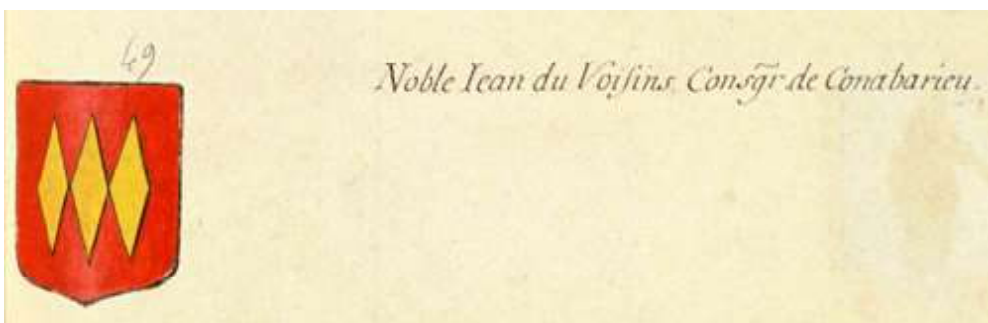 49
Noble Iean du Voisins. Consgr̃ de Conabarieu.